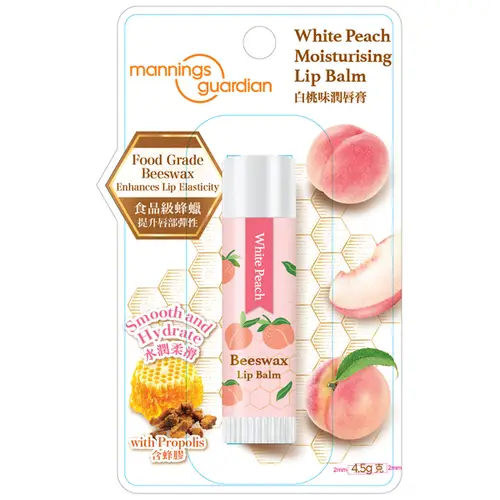 mannings
guardian
White Peach
Moisturising
Lip Balm
白桃味潤唇膏
Food Grade
Beeswax
Enhances Lip Elasticity
食品級蜂蠟
提升唇部彈性
White Peach
Smooth and
Hydrate
水潤柔滑
Beeswax
Lip Balm
with Propolis
含蜂膠
2mm
4.5g 克
2mm